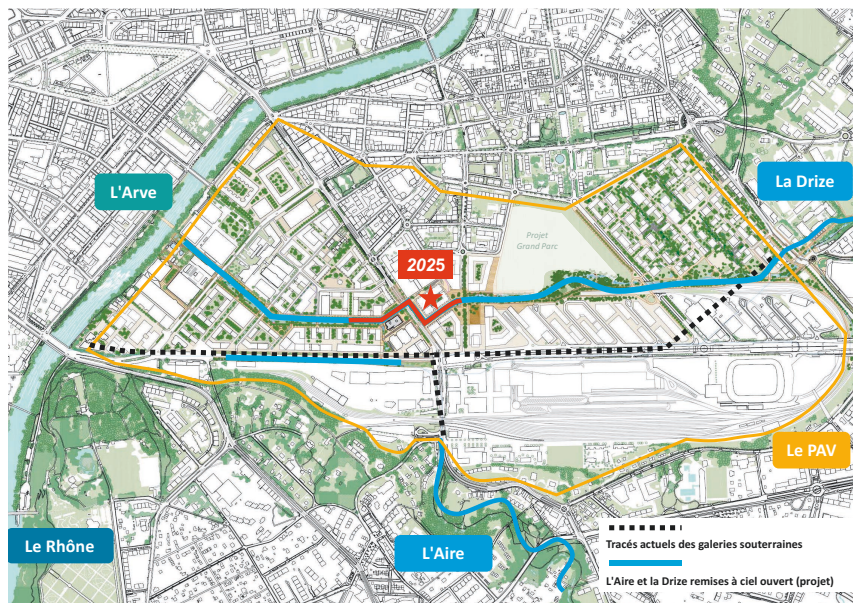 L'Arve
La Drize
Projet
Grand Parc
2025
Le PAV
Le Rhône
L'Aire
Tracés actuels des galeries souterraines
L'Aire et la Drize remises à ciel ouvert (projet)